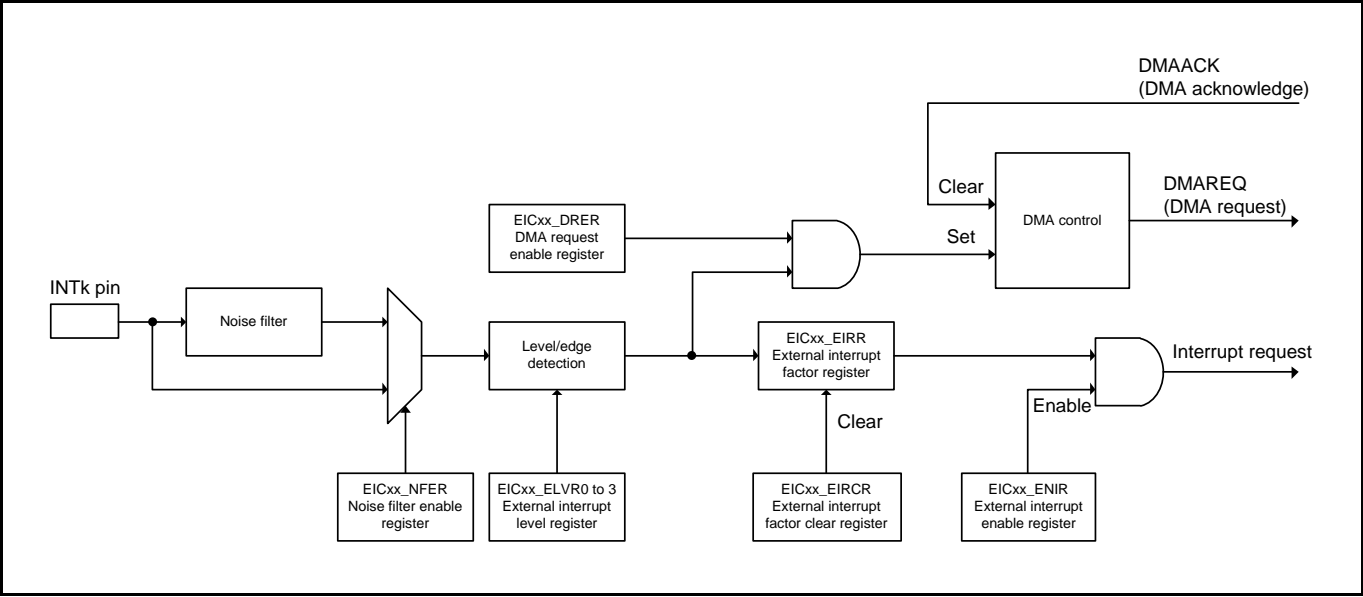 DMAACK
(DMA acknowledge)
Clear
DMAREQ
(DMA request)
DMA control
Set
EICxx_DRER
DMA request
enable register
INTk pin
Noise filter
Level/edge
detection
EICxx_EIRR
External interrupt
factor register
Interrupt request
Enable
Clear
EICxx_NFER
Noise filter enable
register
EICxx_ELVR0 to 3
External interrupt
level register
EICxx_EIRCR
External interrupt
factor clear register
EICxx_ENIR
External interrupt
enable register